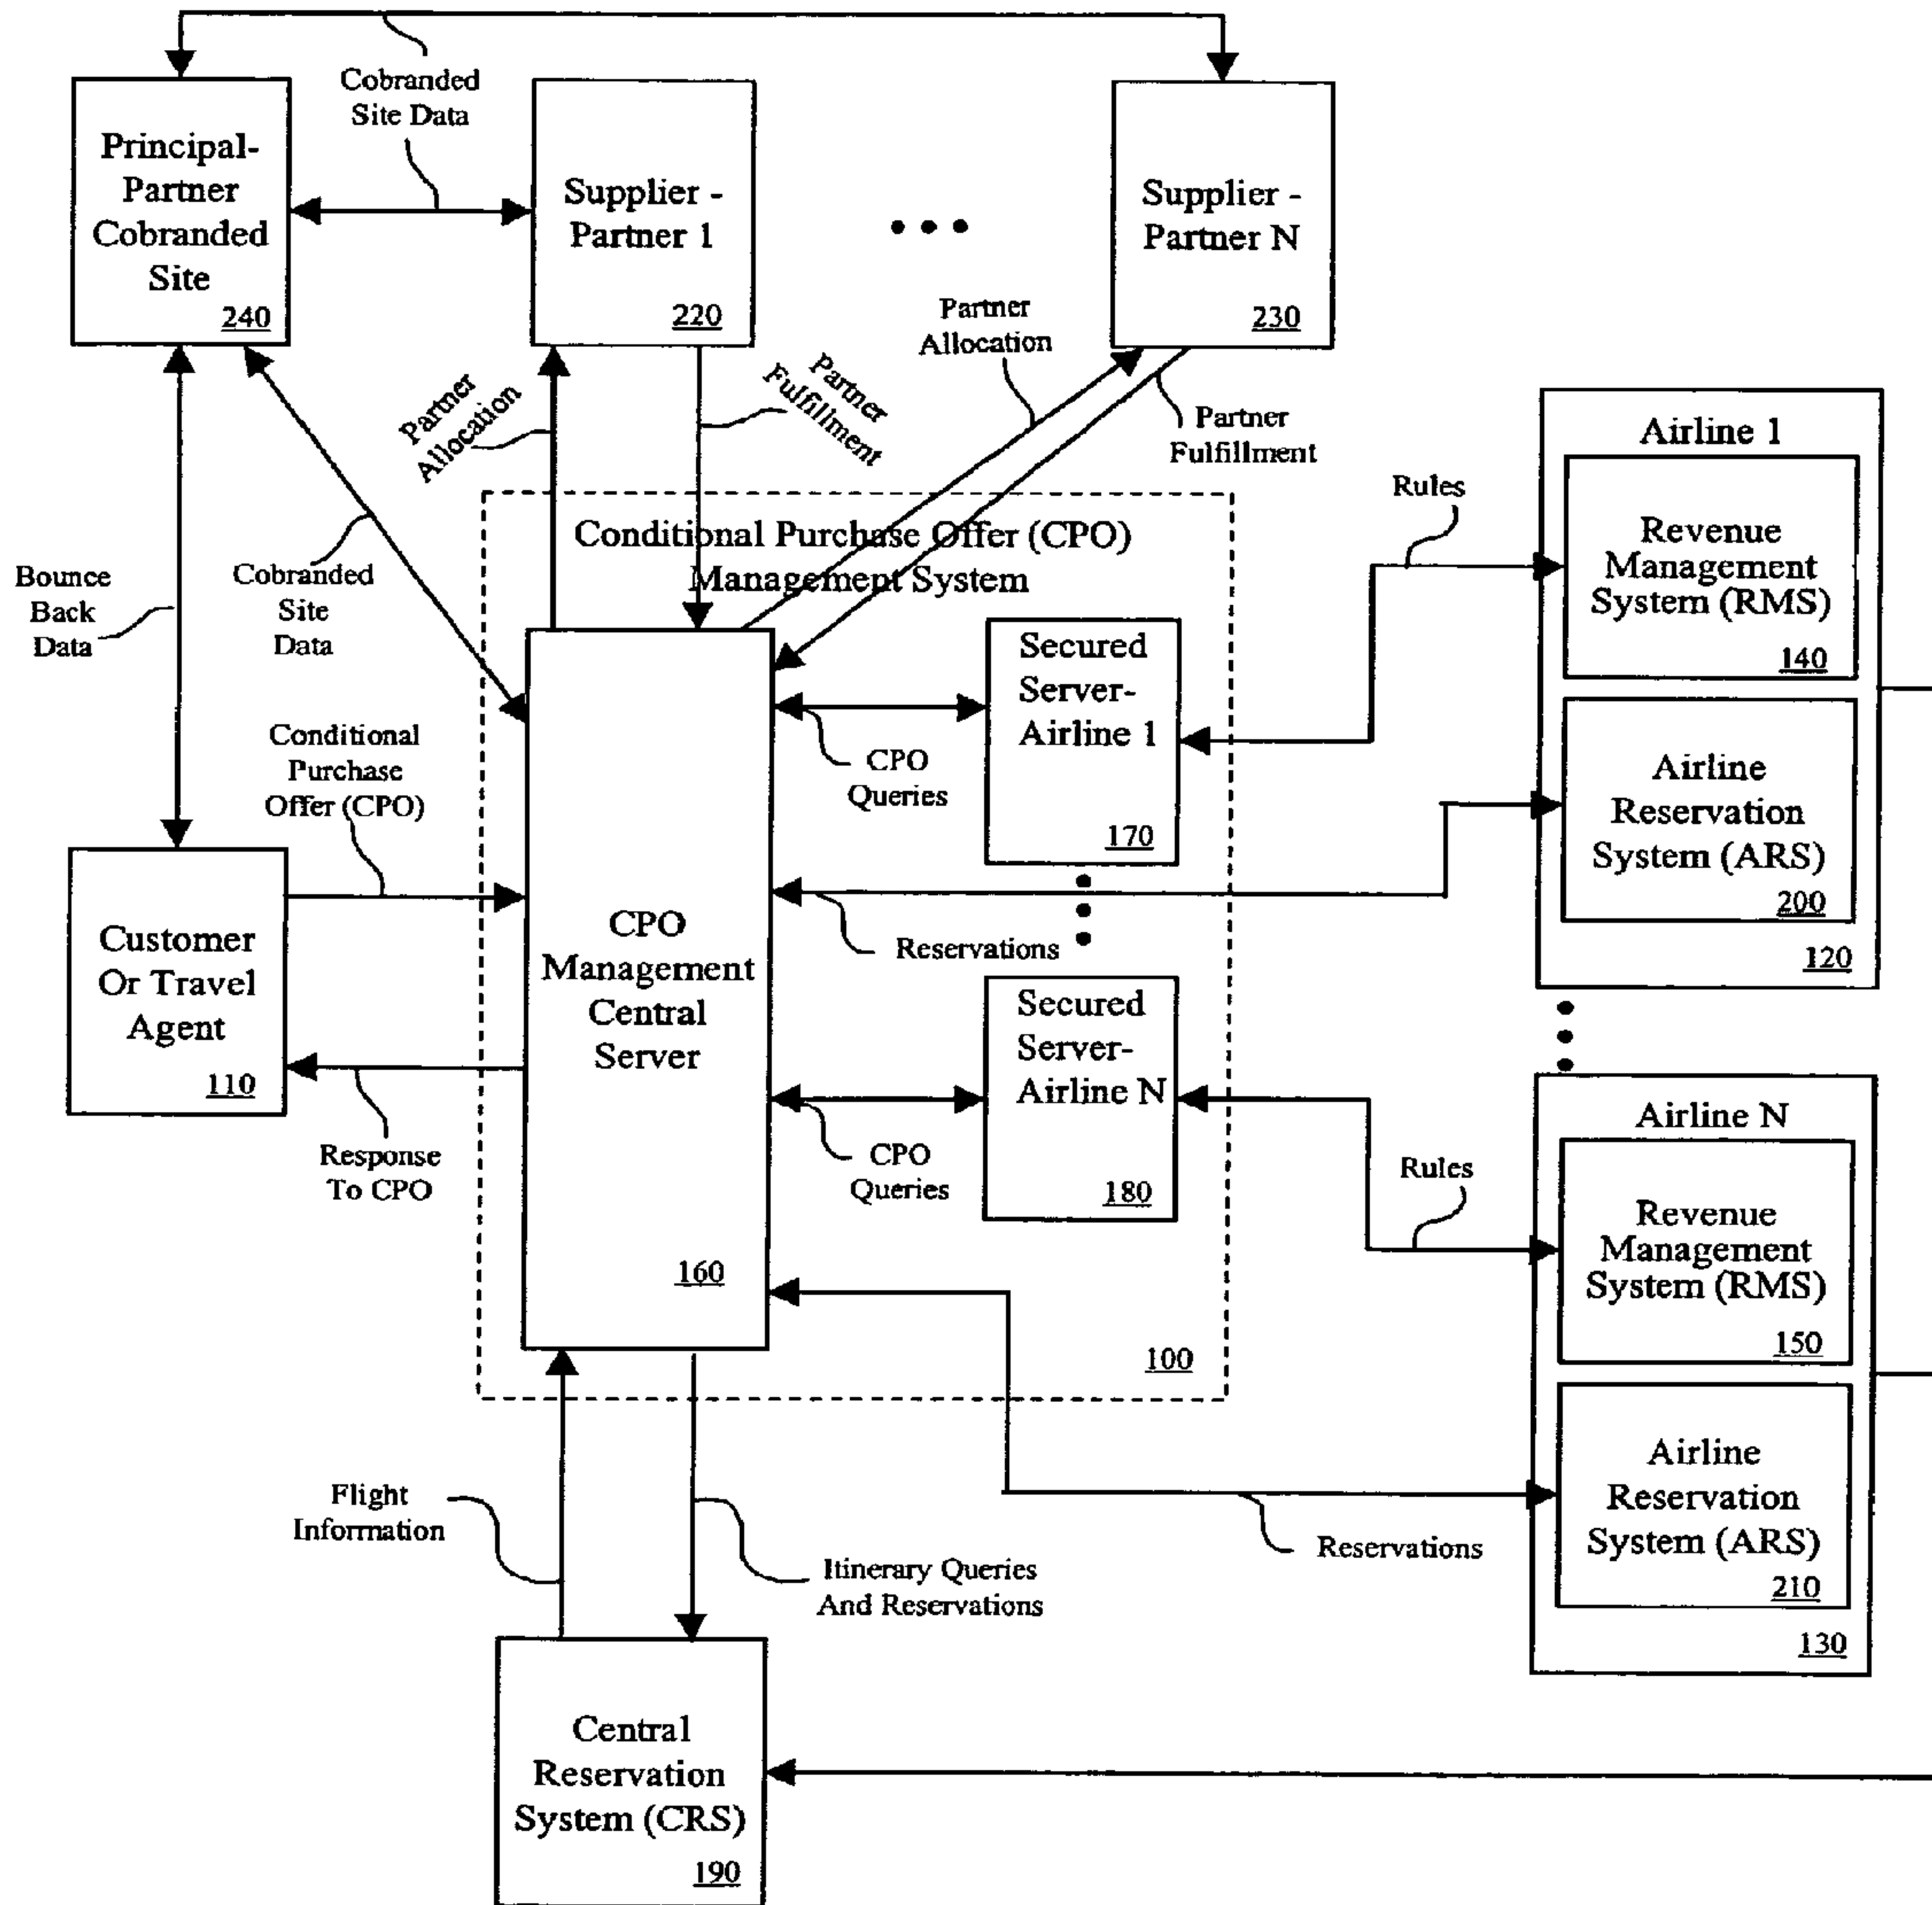 Cobranded
Site Data
Principal-
Partner
Cobranded
Site
240
Supplier -
Partner 1
220
Supplier -
Partner N
230
Partner
Allocation
Partner
Fulfillment
Partner
Allocation
Partner
Fulfillment
Bounce
Back
Data
Cobranded
Site
Data
Conditional Purchase Offer (CPO)
Management System
Rules
Airline 1
Revenue
Management
System (RMS)
140
Airline
Reservation
System (ARS)
200
120
Secured
Server-
Airline 1
170
CPO
Queries
Conditional
Purchase
Offer (CPO)
Customer
Or Travel
Agent
110
CPO
Management
Central
Server
160
Reservations
Secured
Server-
Airline N
180
CPO
Queries
Response
To CPO
100
Rules
Airline N
Revenue
Management
System (RMS)
150
Airline
Reservation
System (ARS)
210
130
Flight
Information
Itinerary Queries
And Reservations
Reservations
Central
Reservation
System (CRS)
190